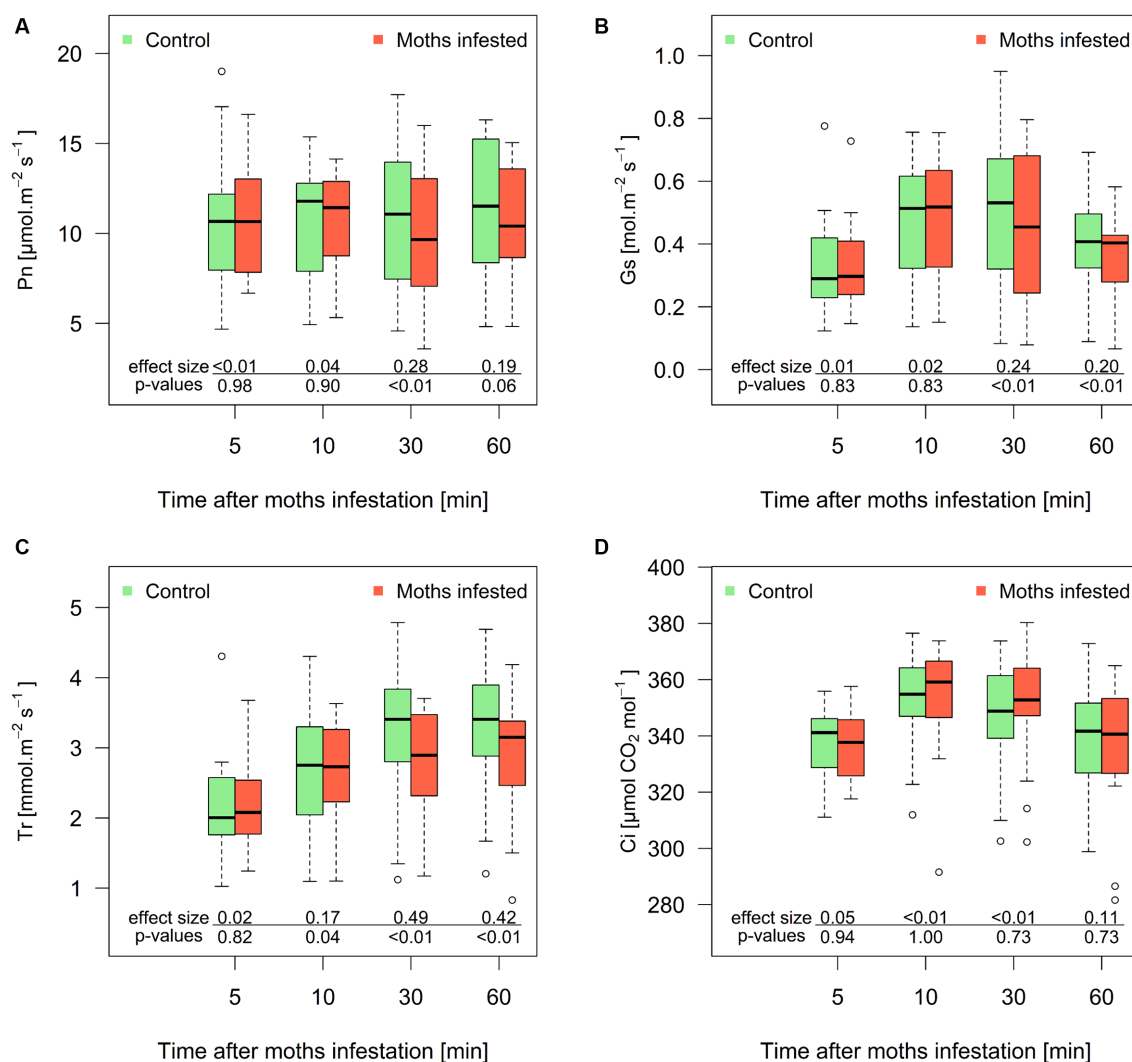 A
Control Moths infested
Pn [µmol.m⁻² s⁻¹]
20
15
10
5
effect size <0.01 0.04 0.28 0.19
p-values 0.98 0.90 <0.01 0.06
5 10 30 60
Time after moths infestation [min]
B
Control Moths infested
Gs [mol.m⁻² s⁻¹]
1.0
0.8
0.6
0.4
0.2
0.0
effect size 0.01 0.02 0.24 0.20
p-values 0.83 0.83 <0.01 <0.01
5 10 30 60
Time after moths infestation [min]
C
Control Moths infested
Tr [mmol.m⁻² s⁻¹]
5
4
3
2
1
effect size 0.02 0.17 0.49 0.42
p-values 0.82 0.04 <0.01 <0.01
5 10 30 60
Time after moths infestation [min]
D
Control Moths infested
Ci [µmol CO₂ mol⁻¹]
400
380
360
340
320
300
280
effect size 0.05 <0.01 <0.01 0.11
p-values 0.94 1.00 0.73 0.73
5 10 30 60
Time after moths infestation [min]